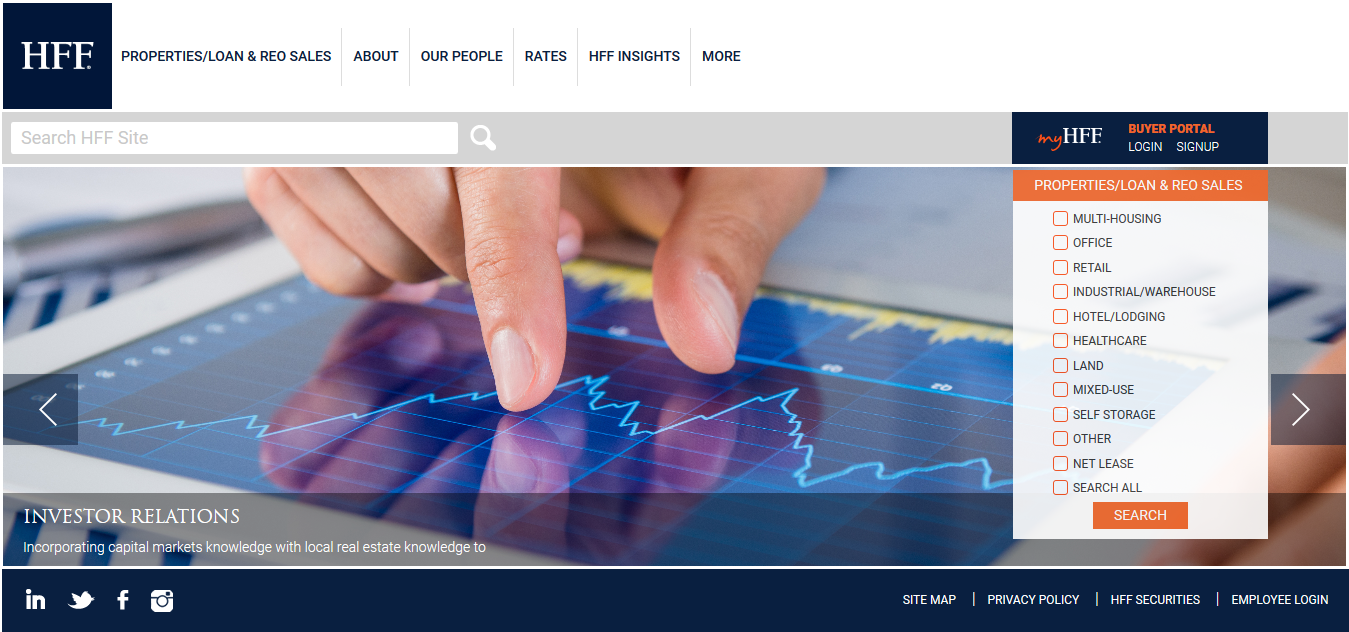 HFF
PROPERTIES/LOAN & REO SALES
ABOUT
OUR PEOPLE
RATES
HFF INSIGHTS
MORE
Search HFF Site
myHFF
BUYER PORTAL
LOGIN SIGNUP
PROPERTIES/LOAN & REO SALES
MULTI-HOUSING
OFFICE
RETAIL
INDUSTRIAL/WAREHOUSE
HOTEL/LODGING
HEALTHCARE
LAND
MIXED-USE
SELF STORAGE
OTHER
NET LEASE
SEARCH ALL
SEARCH
INVESTOR RELATIONS
Incorporating capital markets knowledge with local real estate knowledge to
in
f
SITE MAP | PRIVACY POLICY | HFF SECURITIES | EMPLOYEE LOGIN